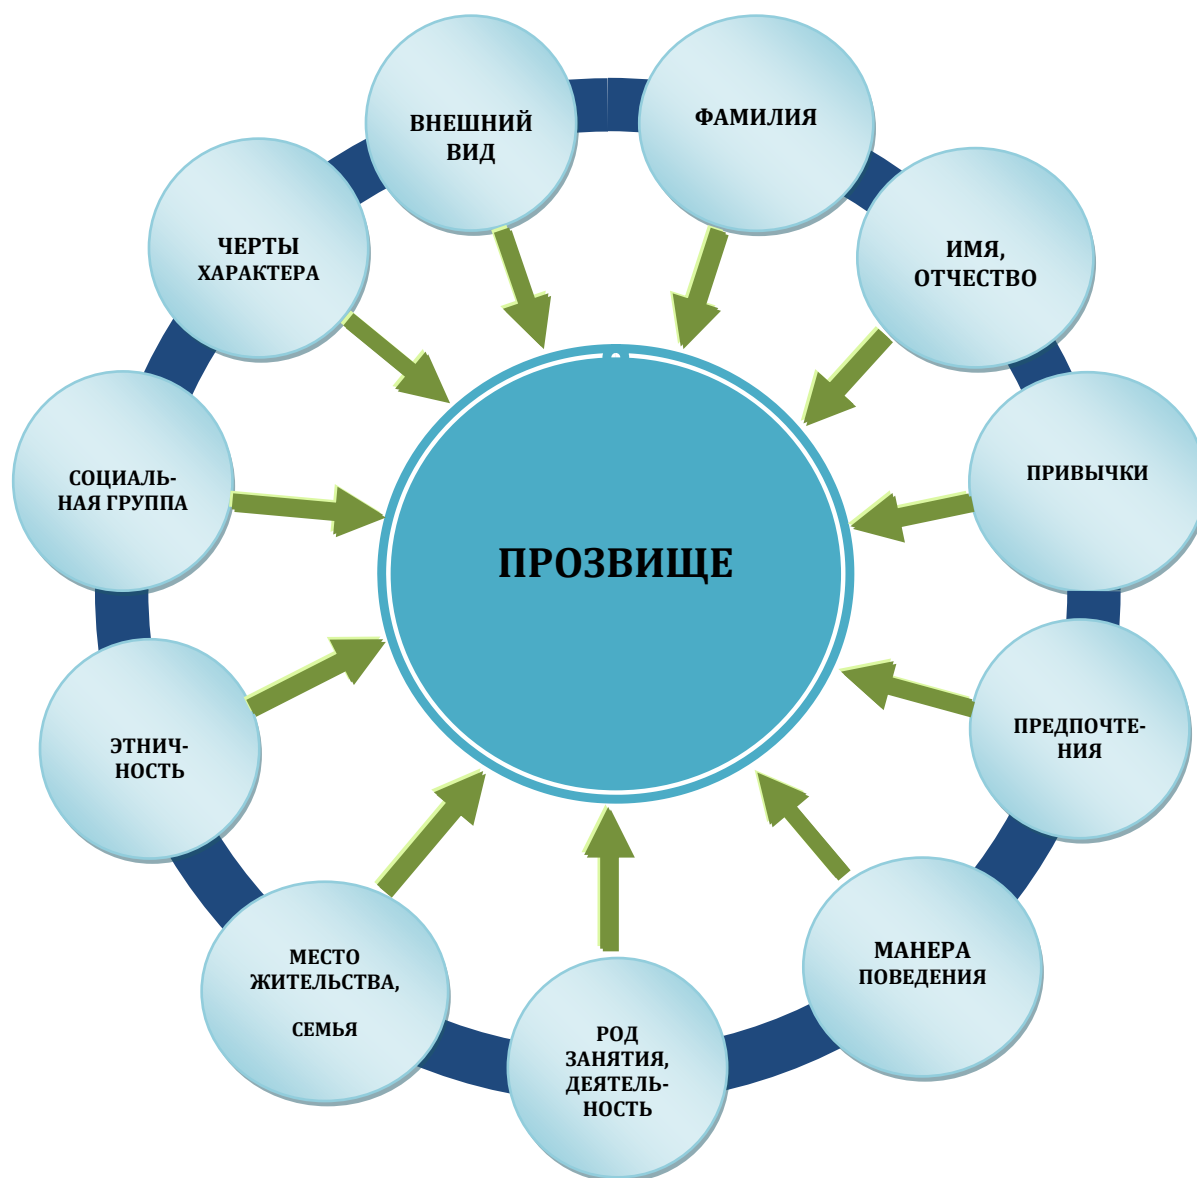 ВНЕШНИЙ
ВИД
ФАМИЛИЯ
ИМЯ,
ОТЧЕСТВО
ПРИВЫЧКИ
ПРЕДПОЧТЕ-
НИЯ
МАНЕРА
ПОВЕДЕНИЯ
РОД
ЗАНЯТИЯ,
ДЕЯТЕЛЬ-
НОСТЬ
МЕСТО
ЖИТЕЛЬСТВА,
СЕМЬЯ
ЭТНИЧ-
НОСТЬ
СОЦИАЛЬ-
НАЯ ГРУППА
ЧЕРТЫ
ХАРАКТЕРА
ПРОЗВИЩЕ